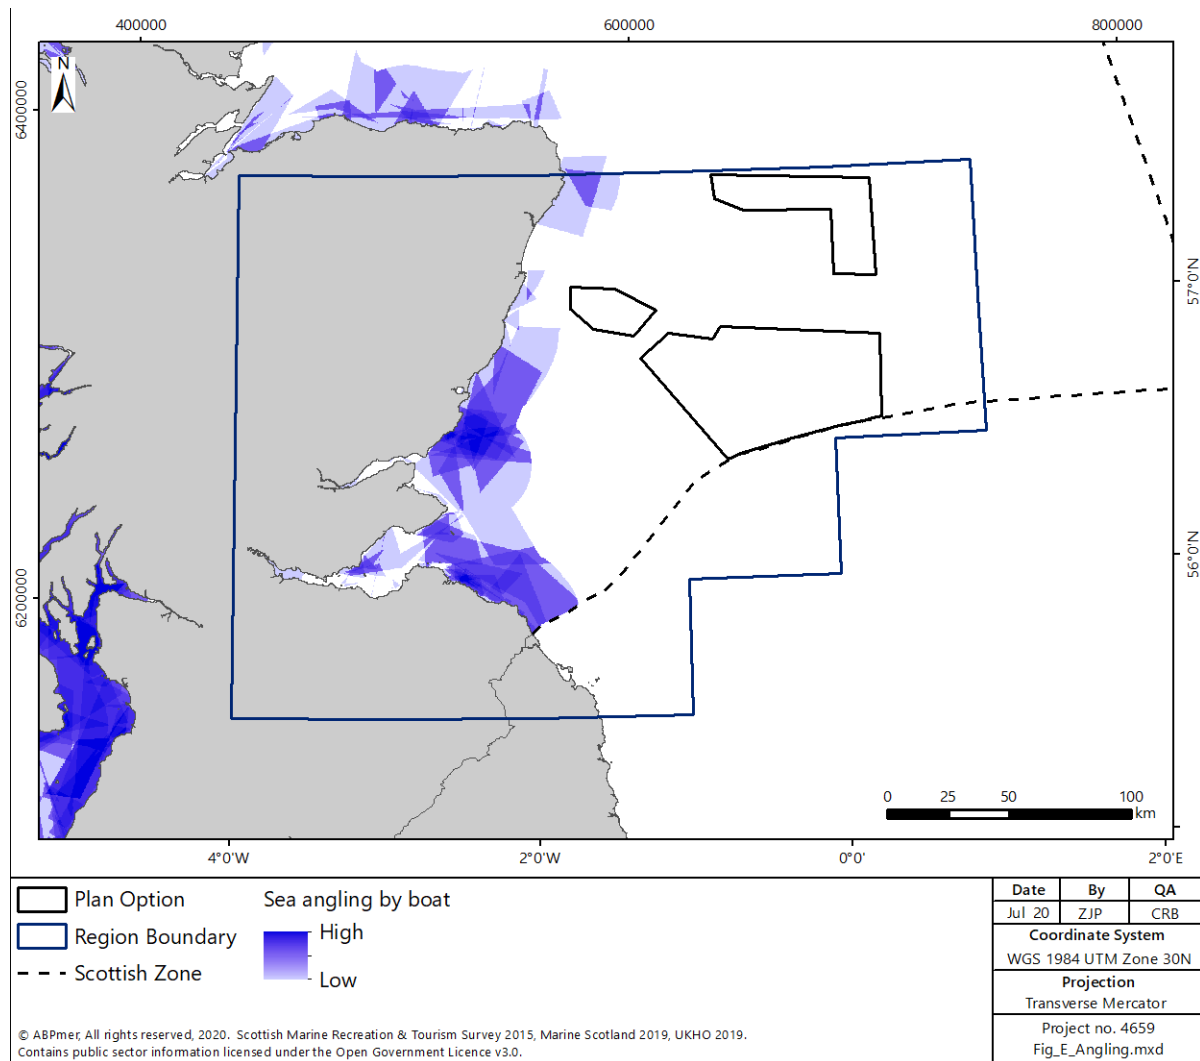 400000
600000
800000
N
6400000
57°0'N
56°0'N
6200000
0
25
50
100
km
4°0'W
2°0'W
0°0'
2°0'E
Plan Option
Region Boundary
Scottish Zone
Sea angling by boat
High
Low
Date
By
QA
Jul 20
ZJP
CRB
Coordinate System
WGS 1984 UTM Zone 30N
Projection
Transverse Mercator
Project no. 4659
Fig_E_Angling.mxd
© ABPmer, All rights reserved, 2020. Scottish Marine Recreation & Tourism Survey 2015, Marine Scotland 2019, UKHO 2019.
Contains public sector information licensed under the Open Government Licence v3.0.